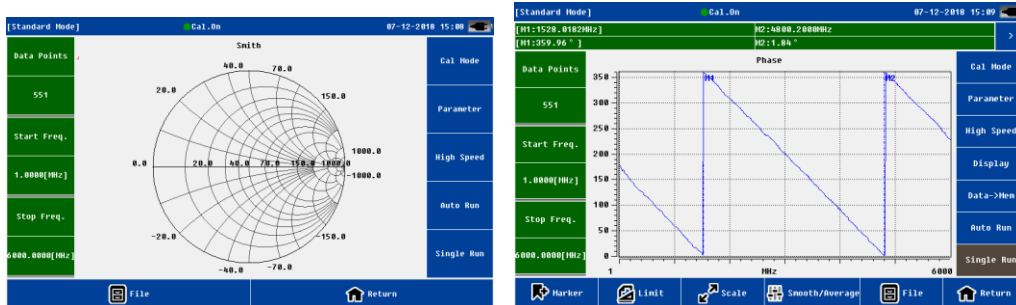 [Standard Mode] Cal.On 07-12-2018 15:08
Data Points
551
Start Freq.
1.0000[MHz]
Stop Freq.
6000.0000[MHz]
Smith
40.0 70.0
20.0 150.0
1000.0
0.0 20.0 40.0 70.0 150.0 1000.0
-1000.0
-20.0 -150.0
-40.0 -70.0
Cal Mode
Parameter
High Speed
Auto Run
Single Run
File Return
[Standard Mode] Cal.On 07-12-2018 15:09
[M1:1528.0182MHz] M2:4800.2000MHz
[M1:359.96°] M2:1.84° >
Data Points
551
Start Freq.
1.0000[MHz]
Stop Freq.
6000.0000[MHz]
Phase
M1 M2
350
300
250
200
150
100
50
0
1 MHz 6000
Cal Mode
Parameter
High Speed
Display
Data->Mem
Auto Run
Single Run
Marker Limit Scale Smooth/Average File Return